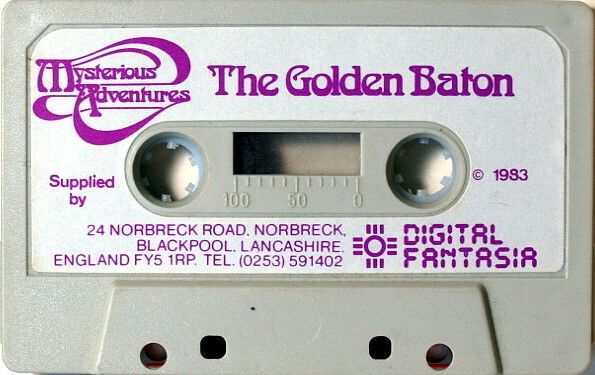 Mysterious
Adventures
The Golden Baton
Supplied
by
© 1983
100 50 0
24 NORBRECK ROAD, NORBRECK,
BLACKPOOL, LANCASHIRE.
ENGLAND FY5 1RP. TEL. (0253) 591402
DIGITAL
FANTASIA